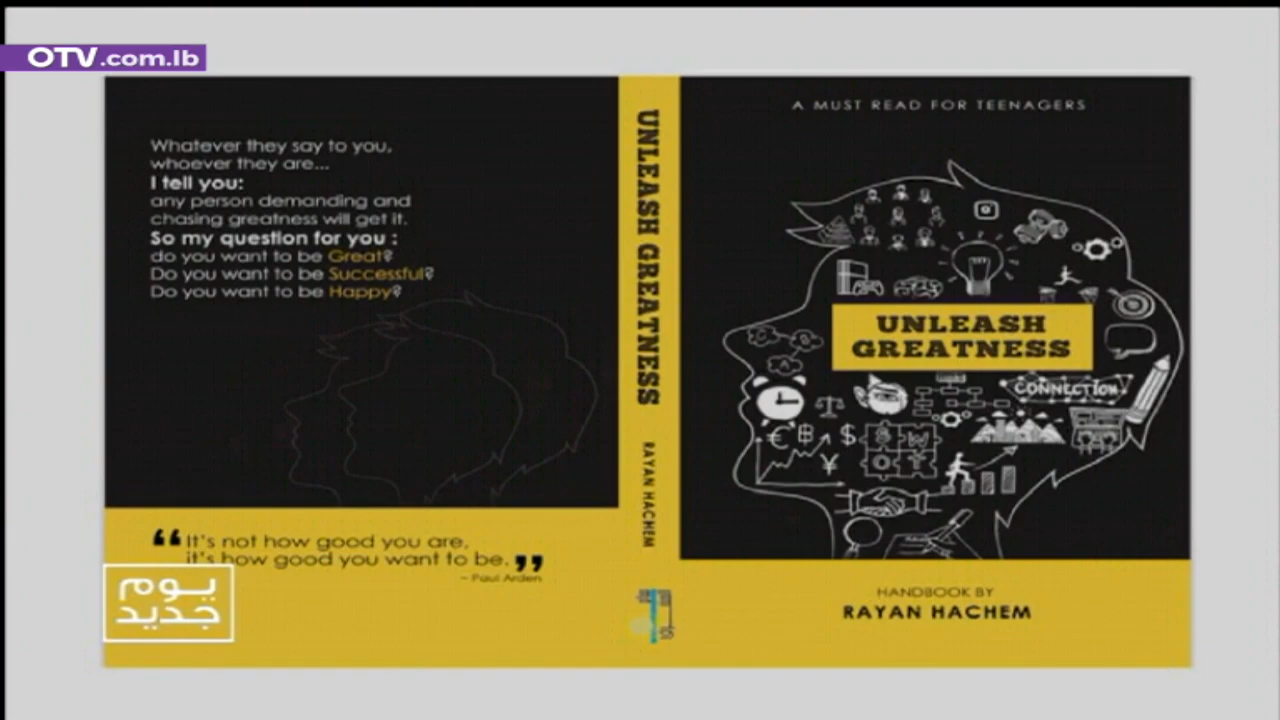 OTV.com.lb
Whatever they say to you,
whoever they are...
I tell you:
any person demanding and
chasing greatness will get it.
So my question for you :
do you want to be Great?
Do you want to be Successful?
Do you want to be Happy?
“It's not how good you are,
it's how good you want to be.”
~ Paul Arden
يوم
جديد
UNLEASH GREATNESS
RAYAN HACHEM
A MUST READ FOR TEENAGERS
UNLEASH
GREATNESS
CONNECTION
€ B $
¥
S W
O T
HANDBOOK BY
RAYAN HACHEM